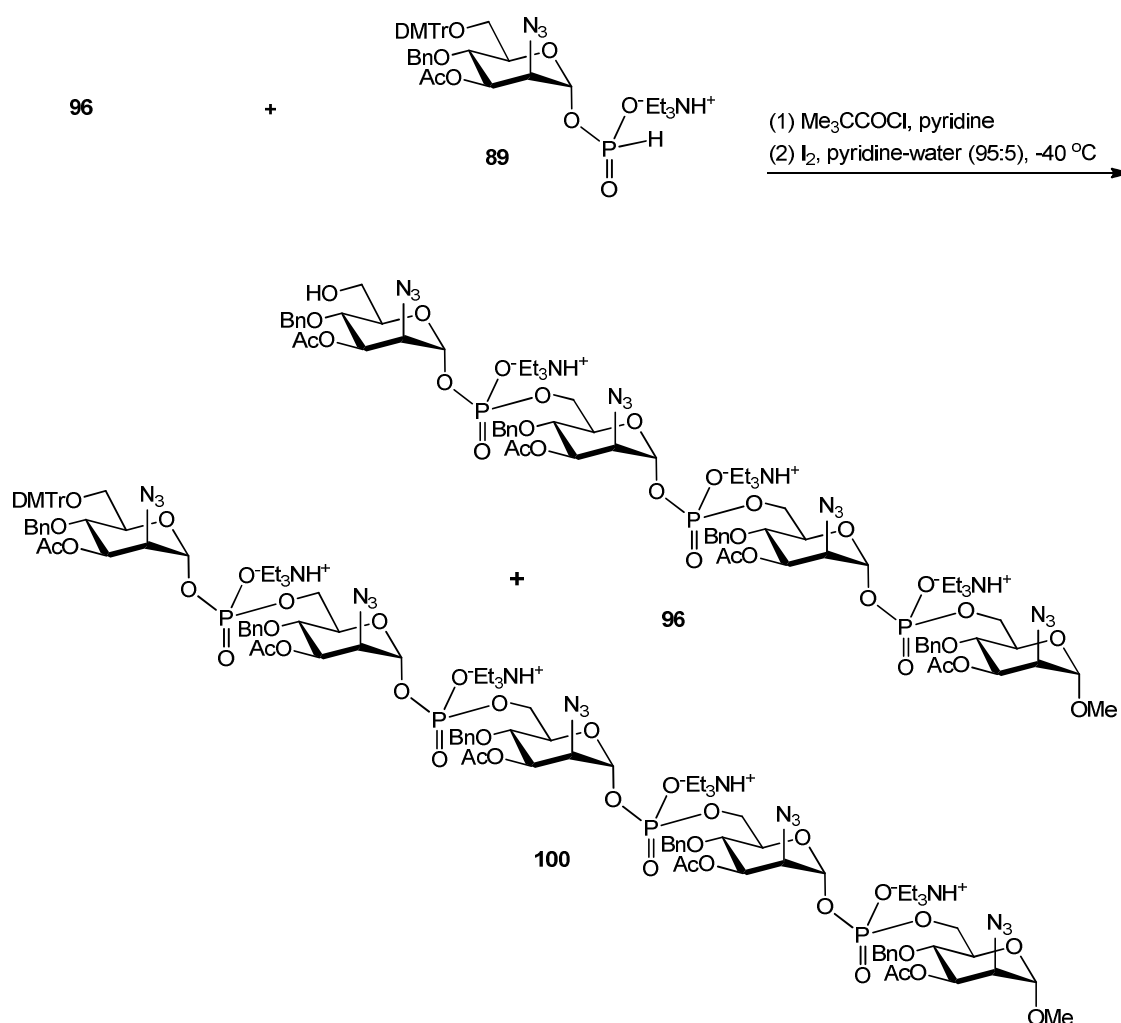 96
+
DMTrO
N3
O
BnO
AcO
O
O-Et3NH+
P
H
O
89
(1) Me3CCOCl, pyridine
(2) I2, pyridine-water (95:5), -40 oC
HO
N3
O
BnO
AcO
O
O-Et3NH+
P
O
O
N3
O
BnO
AcO
O
O-Et3NH+
P
O
O
N3
O
BnO
AcO
O
O-Et3NH+
P
O
O
N3
O
BnO
AcO
OMe
+
96
DMTrO
N3
O
BnO
AcO
O
O-Et3NH+
P
O
O
N3
O
BnO
AcO
O
O-Et3NH+
P
O
O
N3
O
BnO
AcO
O
O-Et3NH+
P
O
O
N3
O
BnO
AcO
O
O-Et3NH+
P
O
O
N3
O
BnO
AcO
OMe
100